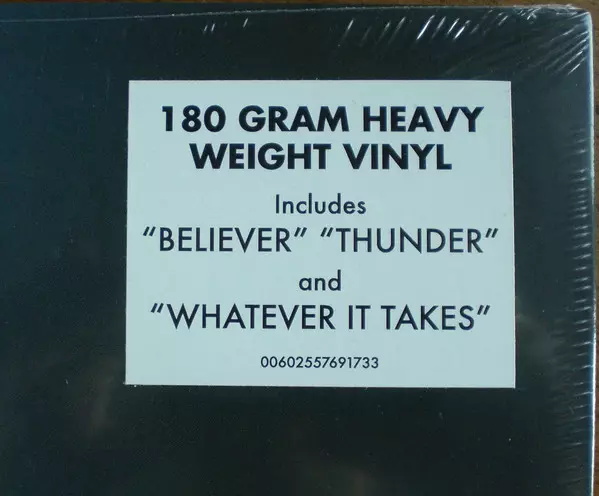 180 GRAM HEAVY
WEIGHT VINYL
Includes
“BELIEVER” “THUNDER”
and
“WHATEVER IT TAKES”
00602557691733